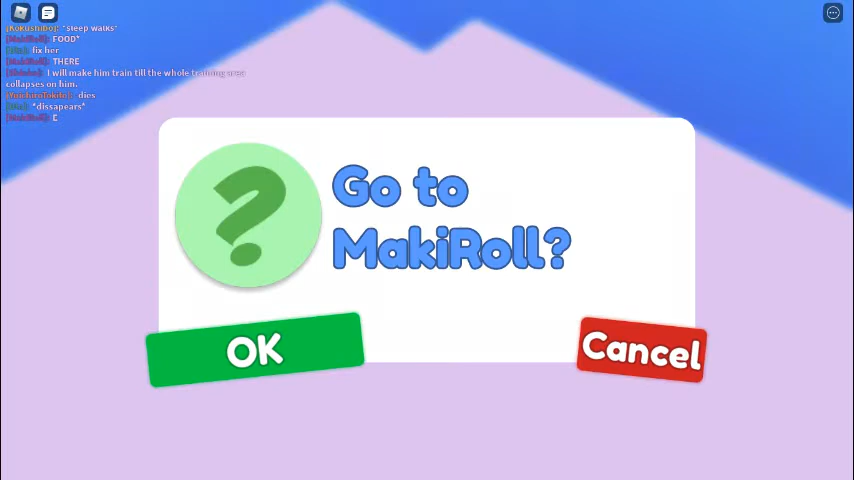 [Kokushibo]: *sleep walks*
[MakiRoll]: FOOD*
fix her
[MakiRoll]: THERE
I will make him train till the whole training area
collapses on him.
dies
*dissapears*
[MakiRoll]: E
Go to
MakiRoll?
OK
Cancel